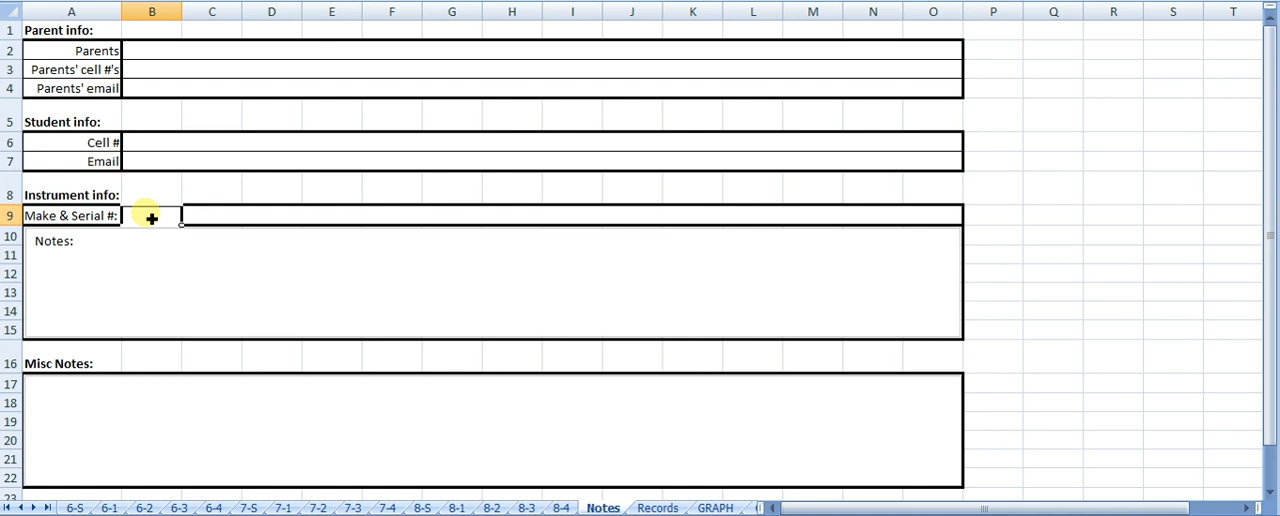 A B C D E F G H I J K L M N O P Q R S T
1 Parent info:
2 Parents
3 Parents' cell #'s
4 Parents' email
5 Student info:
6 Cell #
7 Email
8 Instrument info:
9 Make & Serial #:
10 Notes:
11
12
13
14
15
16 Misc Notes:
17
18
19
20
21
22
23
6-S 6-1 6-2 6-3 6-4 7-S 7-1 7-2 7-3 7-4 8-S 8-1 8-2 8-3 8-4 Notes Records GRAPH